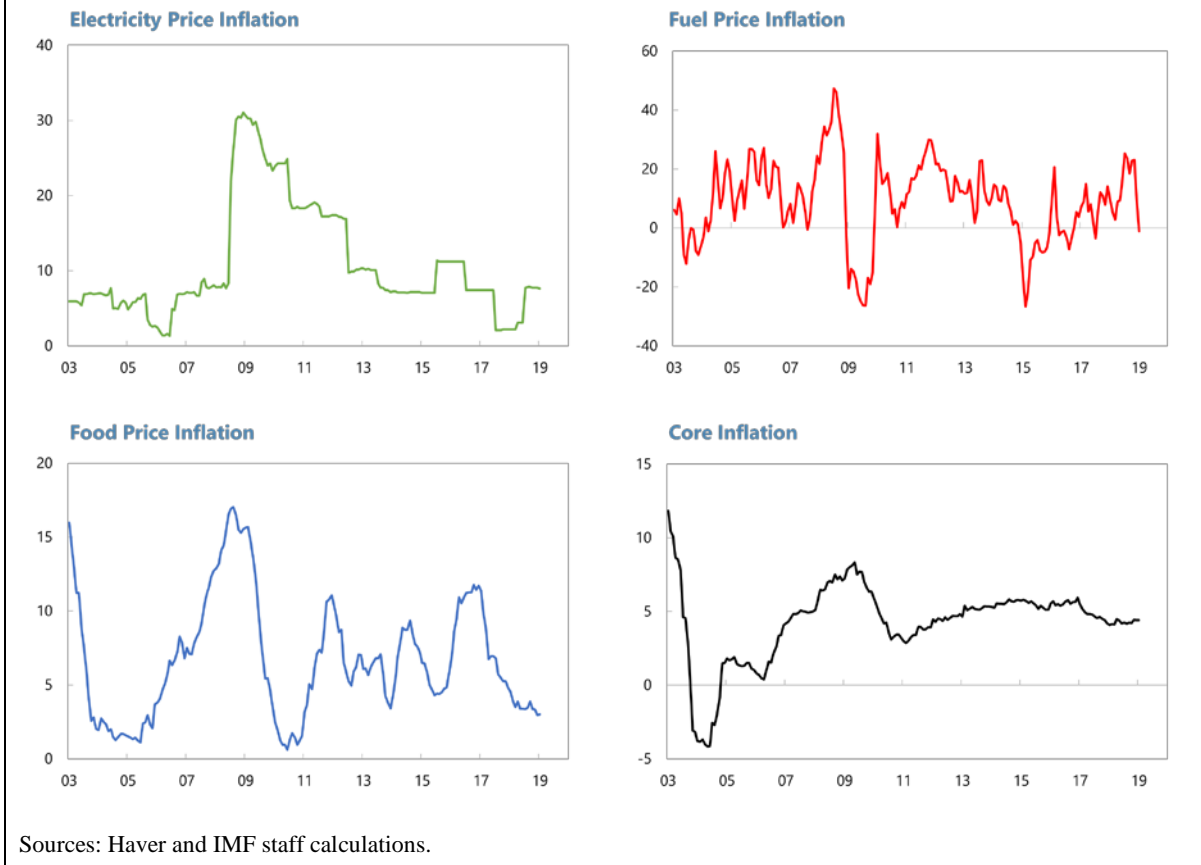 Electricity Price Inflation
40
30
20
10
0
03 05 07 09 11 13 15 17 19
Fuel Price Inflation
60
40
20
0
-20
-40
03 05 07 09 11 13 15 17 19
Food Price Inflation
20
15
10
5
0
03 05 07 09 11 13 15 17 19
Core Inflation
15
10
5
0
-5
03 05 07 09 11 13 15 17 19
Sources: Haver and IMF staff calculations.